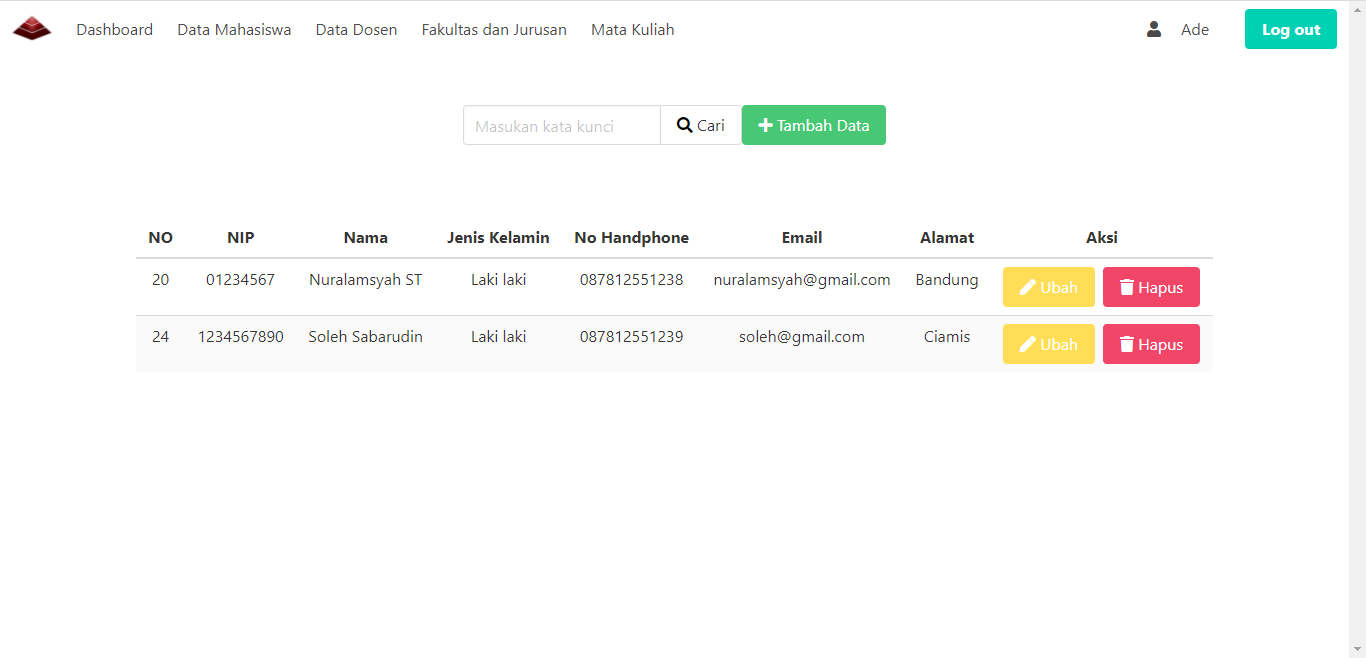 Dashboard Data Mahasiswa Data Dosen Fakultas dan Jurusan Mata Kuliah Ade Log out
Masukan kata kunci Cari Tambah Data
NO NIP Nama Jenis Kelamin No Handphone Email Alamat Aksi
20 01234567 Nuralamsyah ST Laki laki 087812551238 nuralamsyah@gmail.com Bandung Ubah Hapus
24 1234567890 Soleh Sabarudin Laki laki 087812551239 soleh@gmail.com Ciamis Ubah Hapus